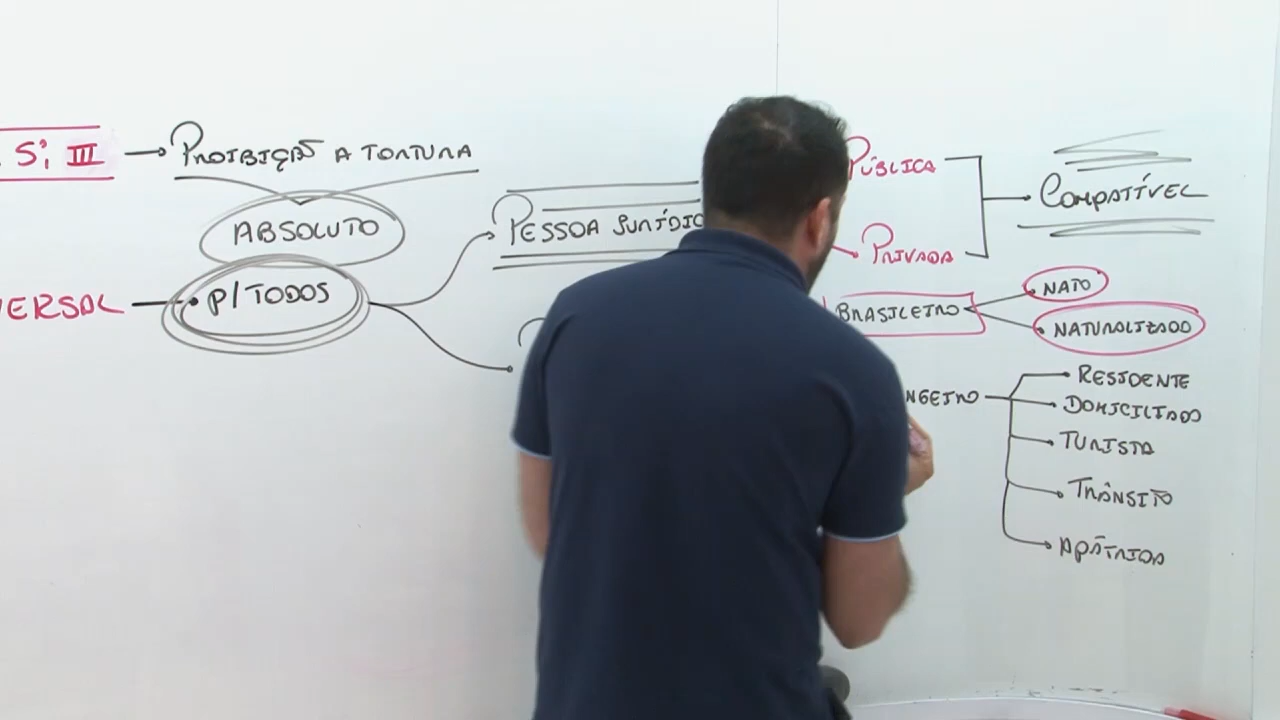 5º, III → PROIBIÇÃO A TORTURA
ABSOLUTO
ERSAL → P/ TODOS
PESSOA JURÍDIC
PÚBLICA
PRIVADA
COMPATÍVEL
BRASILEIRO
NATO
NATURALIZADO
NGEIRO
RESIDENTE
DOMICILIADO
TURISTA
TRÂNSITO
APÁTRIDA